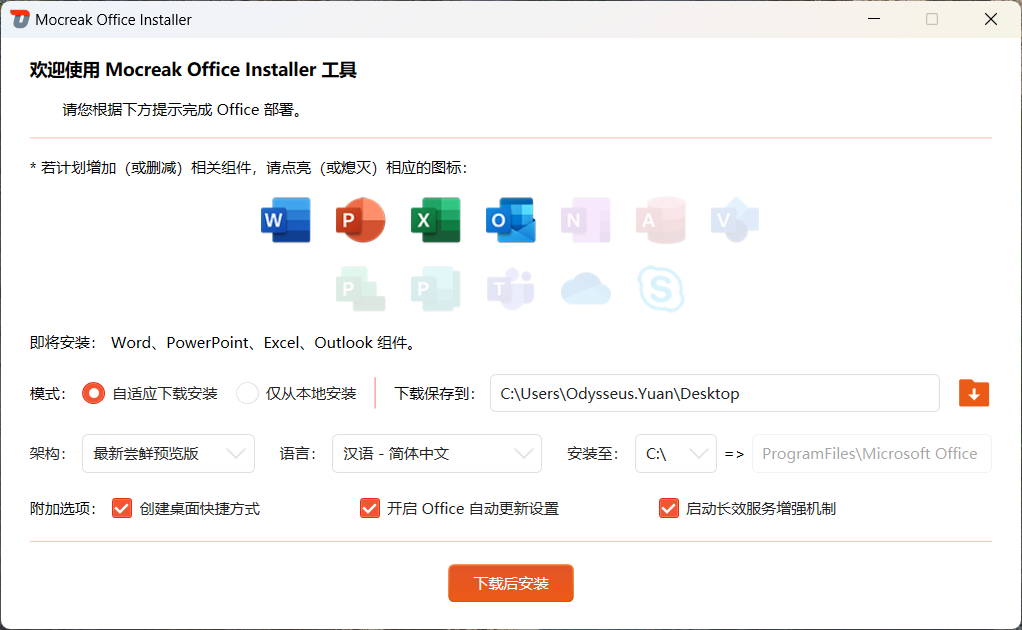 Mocreak Office Installer
欢迎使用 Mocreak Office Installer 工具
请您根据下方提示完成 Office 部署。
* 若计划增加（或删减）相关组件，请点亮（或熄灭）相应的图标：
W P X O N A V
P P T S
即将安装： Word、PowerPoint、Excel、Outlook 组件。
模式： 自适应下载安装 仅从本地安装 下载保存到： C:\Users\Odysseus.Yuan\Desktop
架构： 最新尝鲜预览版 语言： 汉语 - 简体中文 安装至： C:\ => ProgramFiles\Microsoft Office
附加选项： 创建桌面快捷方式 开启 Office 自动更新设置 启动长效服务增强机制
下载后安装